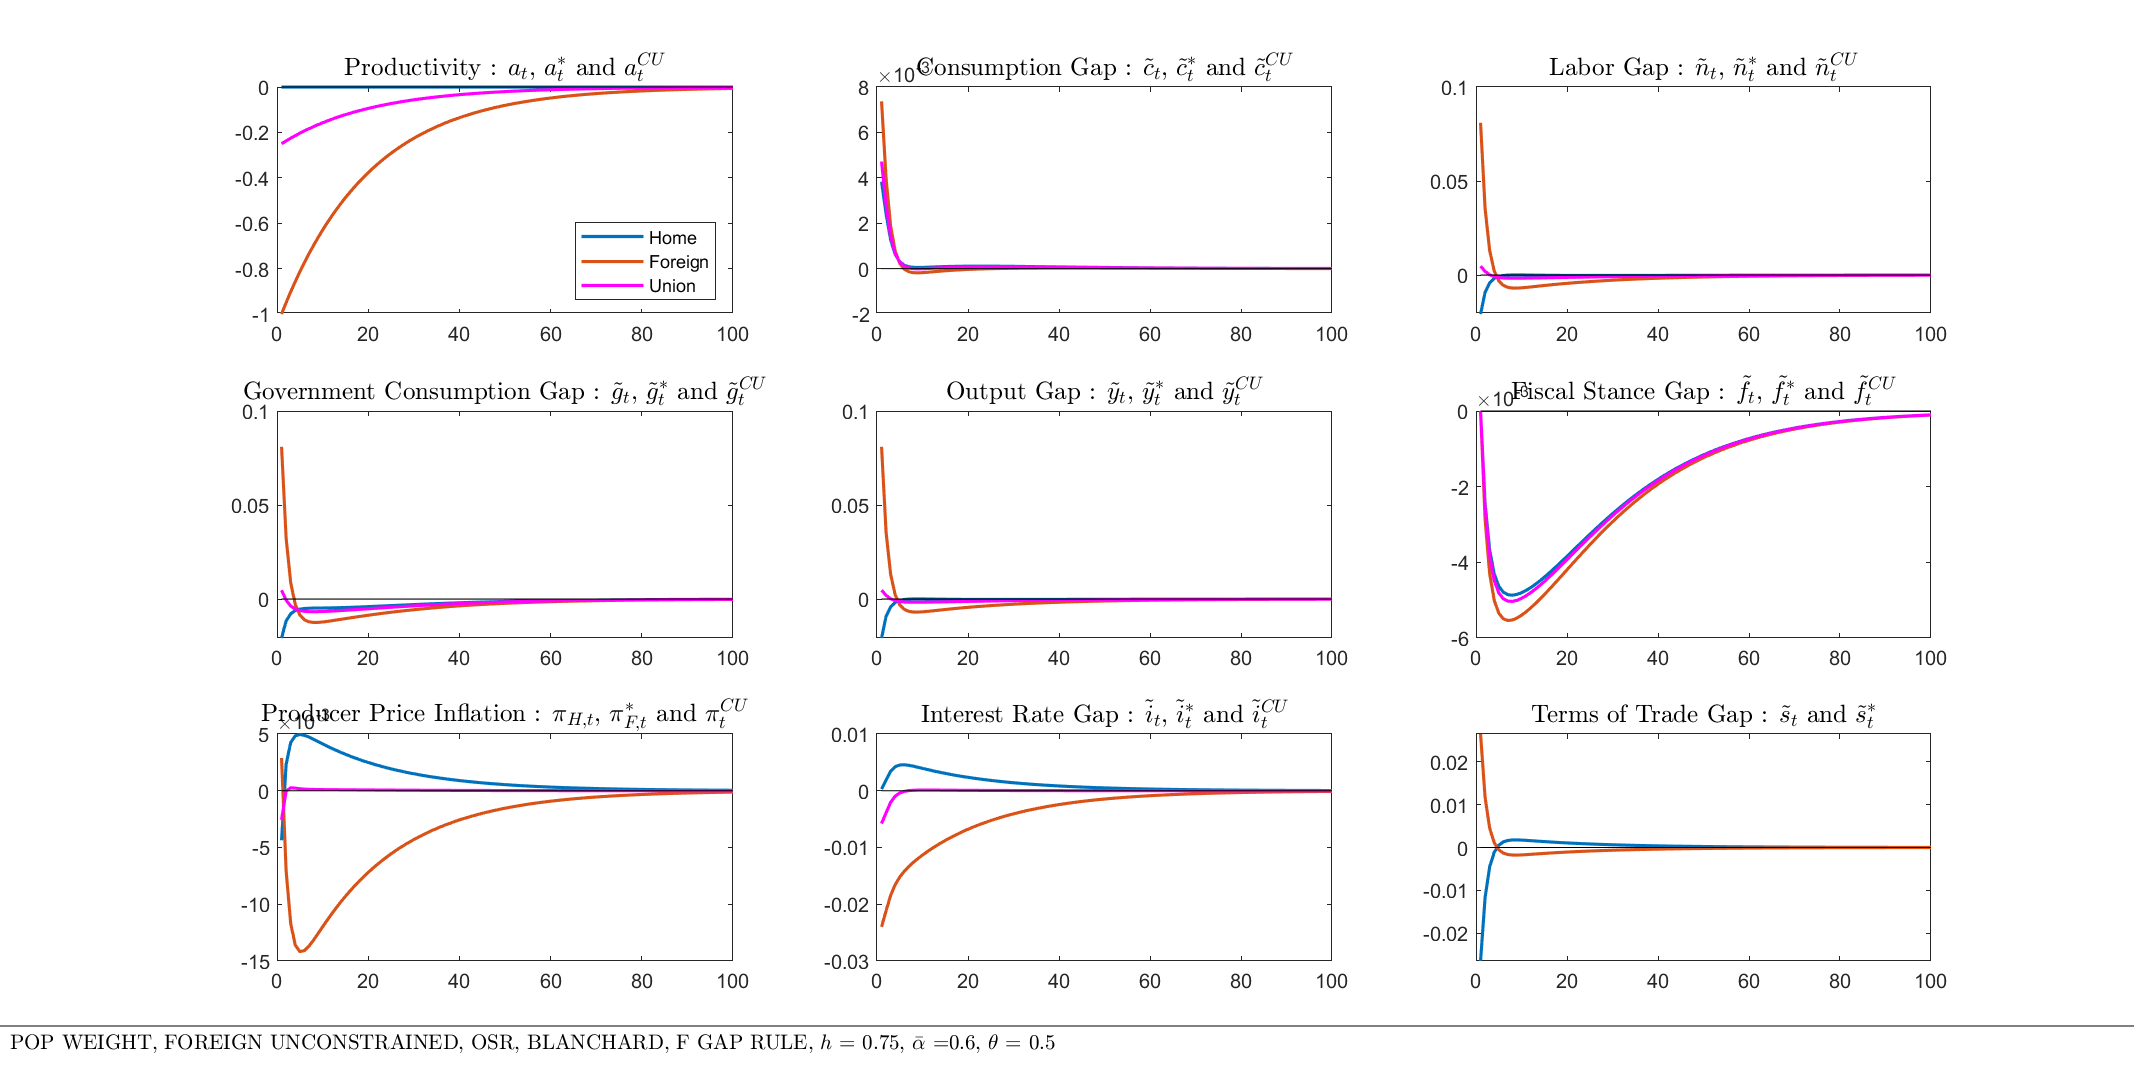 Productivity : a_t, a_t^* and a_t^{CU}
0
-0.2
-0.4
-0.6
-0.8
-1
0 20 40 60 80 100
Home
Foreign
Union
Consumption Gap : c̃_t, c̃_t^* and c̃_t^{CU}
8
6
4
2
0
-2
0 20 40 60 80 100
Labor Gap : ñ_t, ñ_t^* and ñ_t^{CU}
0.1
0.05
0
0 20 40 60 80 100
Government Consumption Gap : g̃_t, g̃_t^* and g̃_t^{CU}
0.1
0.05
0
0 20 40 60 80 100
Output Gap : ỹ_t, ỹ_t^* and ỹ_t^{CU}
0.1
0.05
0
0 20 40 60 80 100
Fiscal Stance Gap : f̃_t, f̃_t^* and f̃_t^{CU}
0
-2
-4
-6
0 20 40 60 80 100
Producer Price Inflation : π_{H,t}, π_{F,t}^* and π_t^{CU}
5
0
-5
-10
-15
0 20 40 60 80 100
Interest Rate Gap : ĩ_t, ĩ_t^* and ĩ_t^{CU}
0.01
0
-0.01
-0.02
-0.03
0 20 40 60 80 100
Terms of Trade Gap : s̃_t and s̃_t^*
0.02
0.01
0
-0.01
-0.02
0 20 40 60 80 100
POP WEIGHT, FOREIGN UNCONSTRAINED, OSR, BLANCHARD, F GAP RULE, h = 0.75, ᾱ =0.6, θ = 0.5